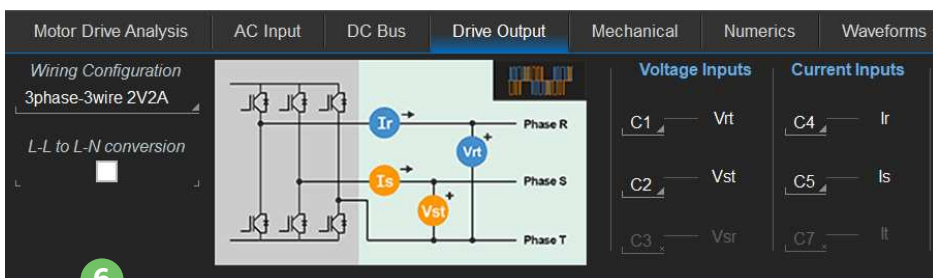 Motor Drive Analysis
AC Input
DC Bus
Drive Output
Mechanical
Numerics
Waveforms
Wiring Configuration
3phase-3wire 2V2A
L-L to L-N conversion
Ir
Phase R
Vrt
Is
Phase S
Vst
Phase T
Voltage Inputs
Current Inputs
C1
Vrt
C4
Ir
C2
Vst
C5
Is
C3
Vsr
C7
It
6